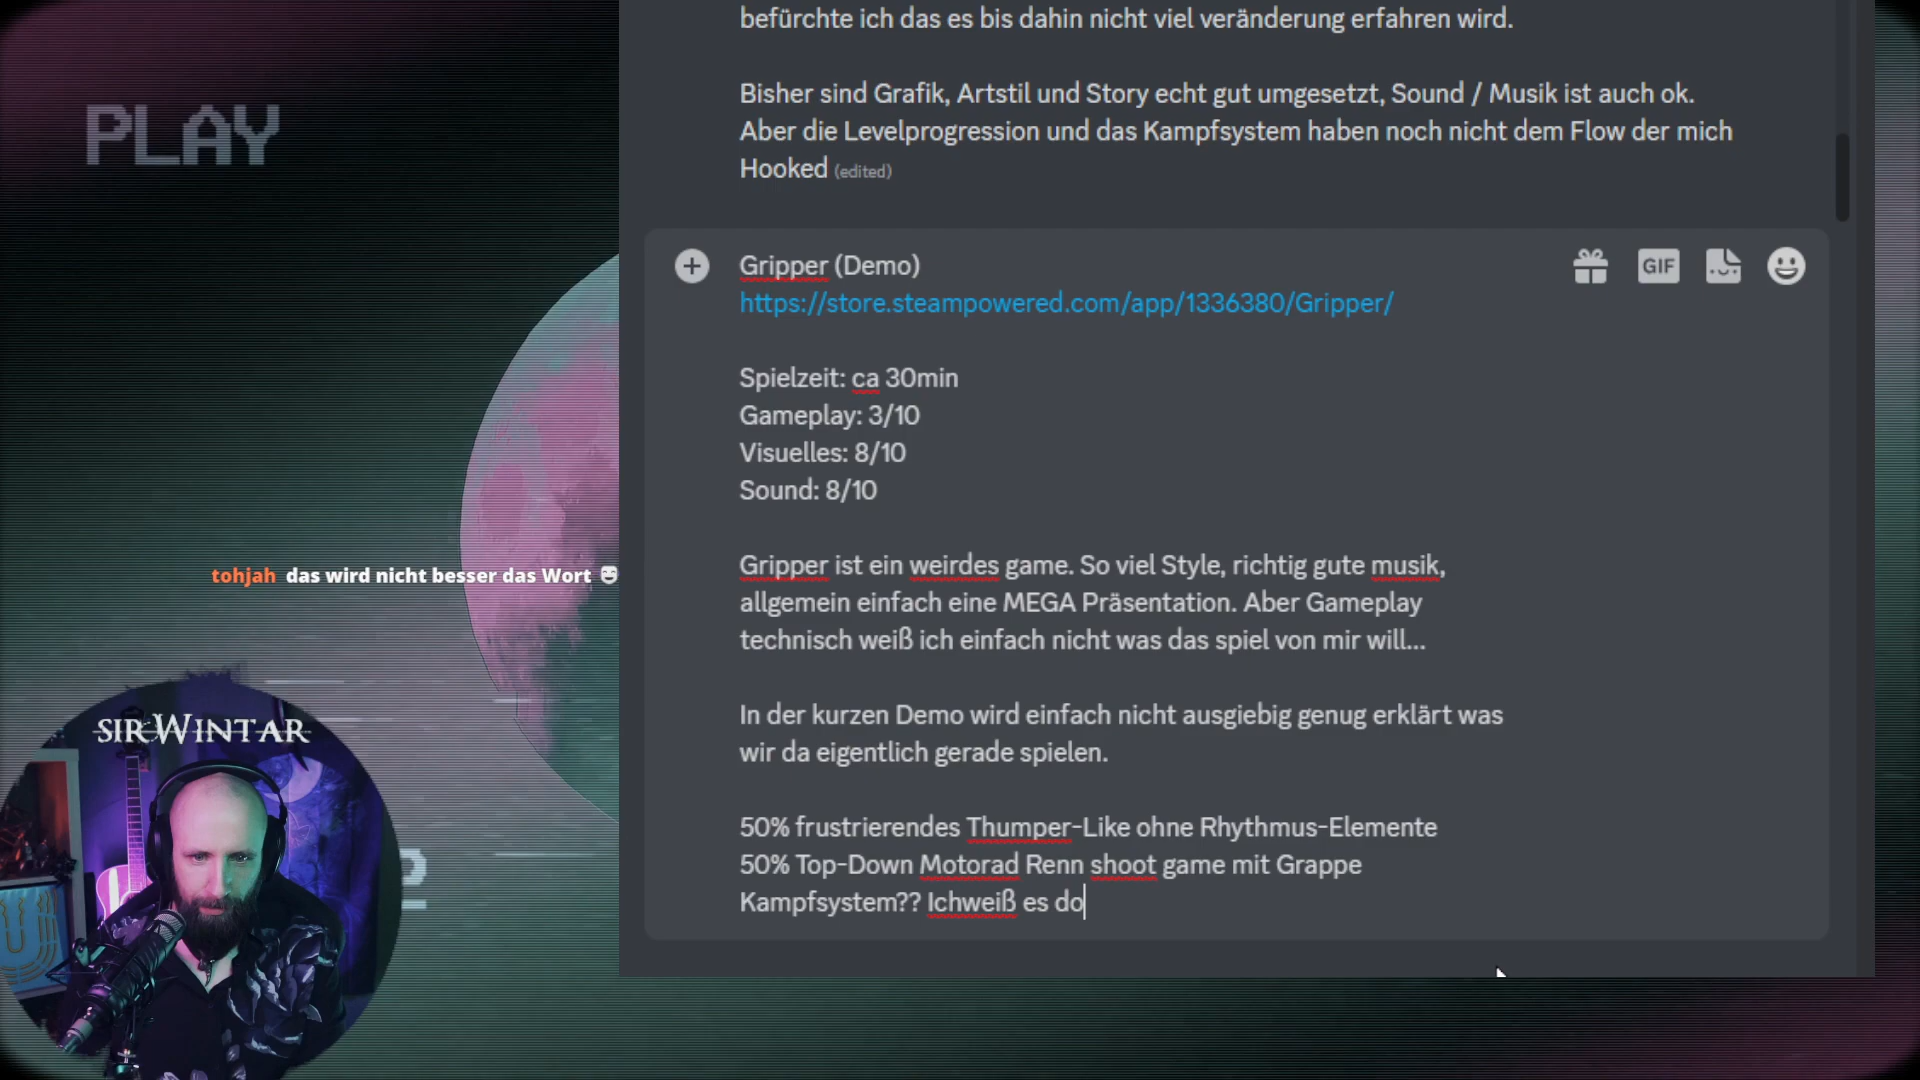 befürchte ich das es bis dahin nicht viel veränderung erfahren wird.
Bisher sind Grafik, Artstil und Story echt gut umgesetzt, Sound / Musik ist auch ok.
Aber die Levelprogression und das Kampfsystem haben noch nicht dem Flow der mich
Hooked (edited)
PLAY
Gripper (Demo)
GIF
https://store.steampowered.com/app/1336380/Gripper/
Spielzeit: ca 30min
Gameplay: 3/10
Visuelles: 8/10
Sound: 8/10
Gripper ist ein weirdes game. So viel Style, richtig gute musik,
allgemein einfach eine MEGA Präsentation. Aber Gameplay
technisch weiß ich einfach nicht was das spiel von mir will...
tohjah das wird nicht besser das Wort
In der kurzen Demo wird einfach nicht ausgiebig genug erklärt was
wir da eigentlich gerade spielen.
SIRWINTAR
50% frustrierendes Thumper-Like ohne Rhythmus-Elemente
50% Top-Down Motorad Renn shoot game mit Grappe
Kampfsystem?? Ichweiß es do